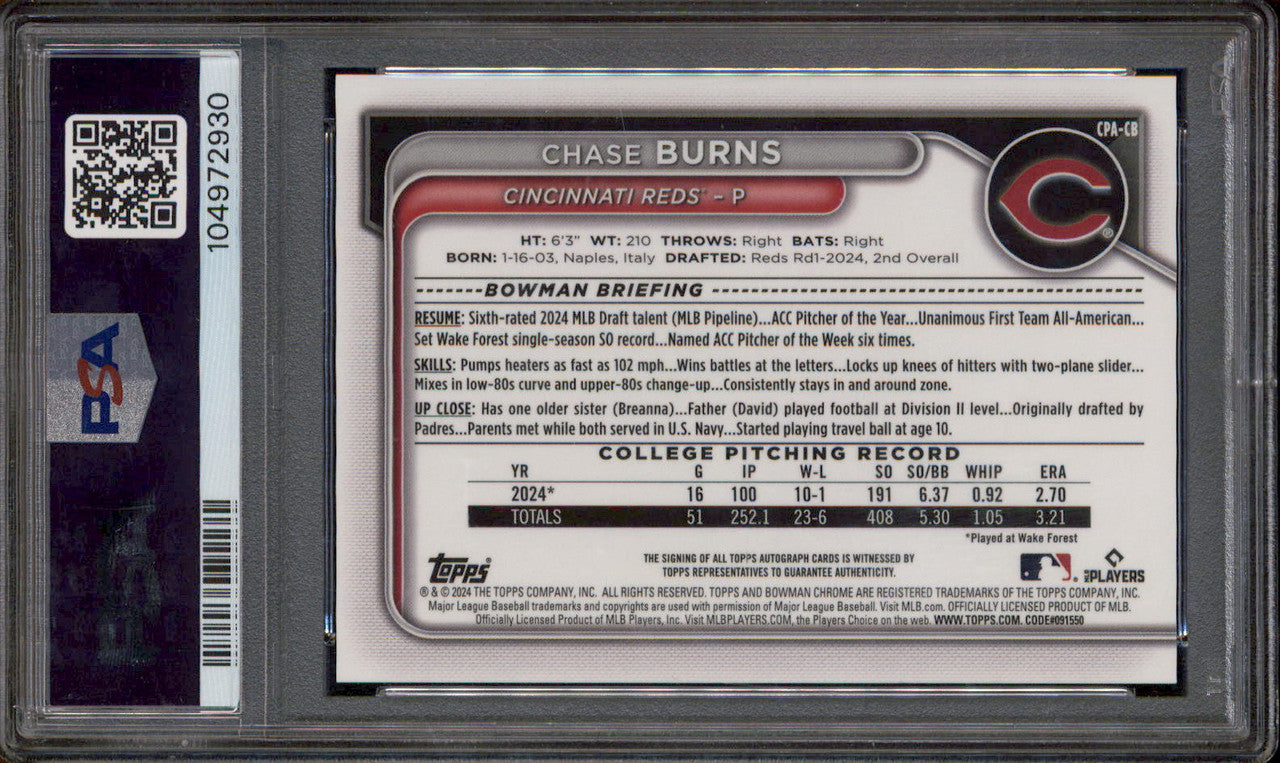 104972930
PSA
CPA-CB
CHASE BURNS
CINCINNATI REDS - P
HT: 6'3" WT: 210 THROWS: Right BATS: Right
BORN: 1-16-03, Naples, Italy DRAFTED: Reds Rd1-2024, 2nd Overall
BOWMAN BRIEFING
RESUME: Sixth-rated 2024 MLB Draft talent (MLB Pipeline)...ACC Pitcher of the Year...Unanimous First Team All-American...
Set Wake Forest single-season SO record...Named ACC Pitcher of the Week six times.
SKILLS: Pumps heaters as fast as 102 mph...Wins battles at the letters...Locks up knees of hitters with two-plane slider...
Mixes in low-80s curve and upper-80s change-up...Consistently stays in and around zone.
UP CLOSE: Has one older sister (Breanna)...Father (David) played football at Division II level...Originally drafted by
Padres...Parents met while both served in U.S. Navy...Started playing travel ball at age 10.
COLLEGE PITCHING RECORD
YR G IP W-L SO SO/BB WHIP ERA
2024* 16 100 10-1 191 6.37 0.92 2.70
TOTALS 51 252.1 23-6 408 5.30 1.05 3.21
*Played at Wake Forest
Topps®
THE SIGNING OF ALL TOPPS AUTOGRAPH CARDS IS WITNESSED BY
TOPPS REPRESENTATIVES TO GUARANTEE AUTHENTICITY.
MLB PLAYERS
® & © 2024 THE TOPPS COMPANY, INC. ALL RIGHTS RESERVED. TOPPS AND BOWMAN CHROME ARE REGISTERED TRADEMARKS OF THE TOPPS COMPANY, INC.
Major League Baseball trademarks and copyrights are used with permission of Major League Baseball. Visit MLB.com. OFFICIALLY LICENSED PRODUCT OF MLB.
Officially Licensed Product of MLB Players, Inc. Visit MLBPLAYERS.COM, the Players Choice on the web. WWW.TOPPS.COM. CODE#091550